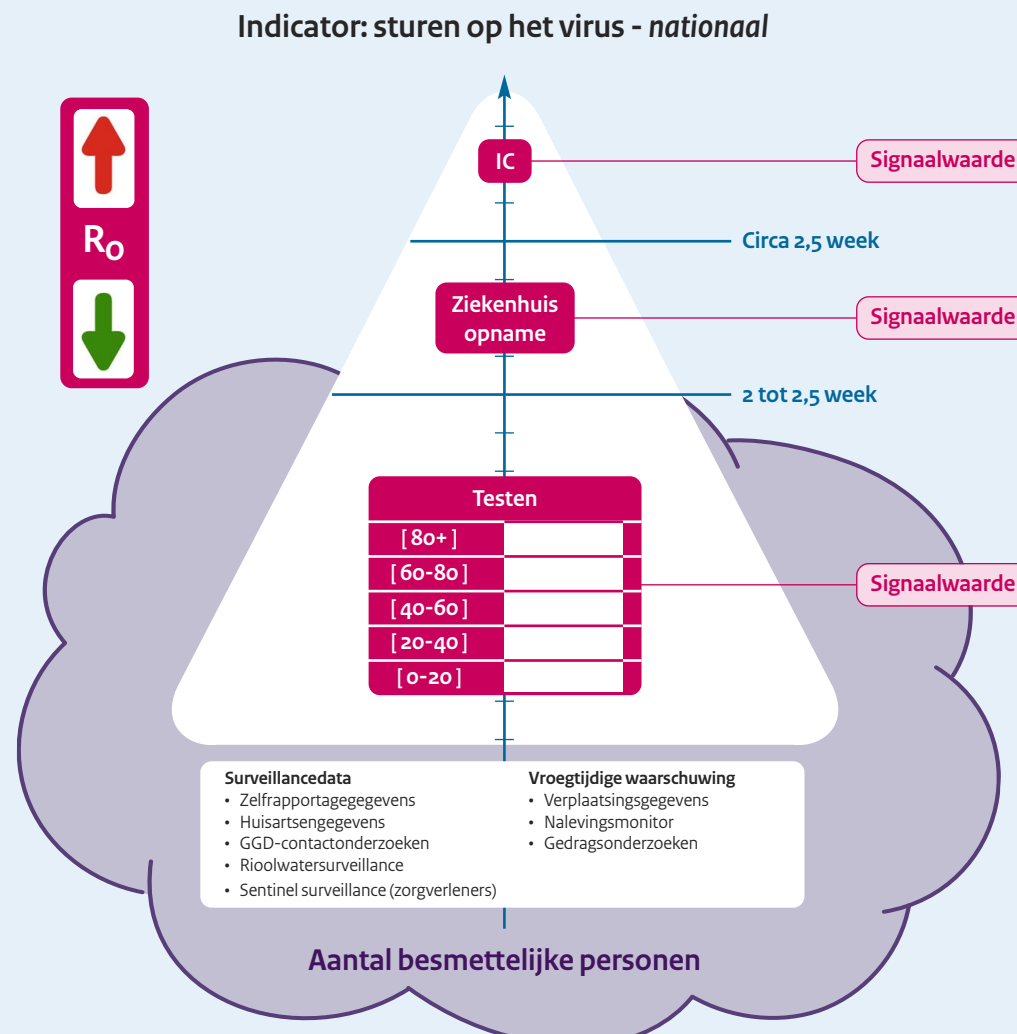 Indicator: sturen op het virus - nationaal
R0
IC
Signaalwaarde
Circa 2,5 week
Ziekenhuis
opname
Signaalwaarde
2 tot 2,5 week
Testen
[ 80+ ]
[ 60-80 ]
[ 40-60 ]
[ 20-40 ]
[ 0-20 ]
Signaalwaarde
Surveillancedata
• Zelfrapportagegegevens
• Huisartsengegevens
• GGD-contactonderzoeken
• Rioolwatersurveillance
• Sentinel surveillance (zorgverleners)
Vroegtijdige waarschuwing
• Verplaatsingsgegevens
• Nalevingsmonitor
• Gedragsonderzoeken
Aantal besmettelijke personen